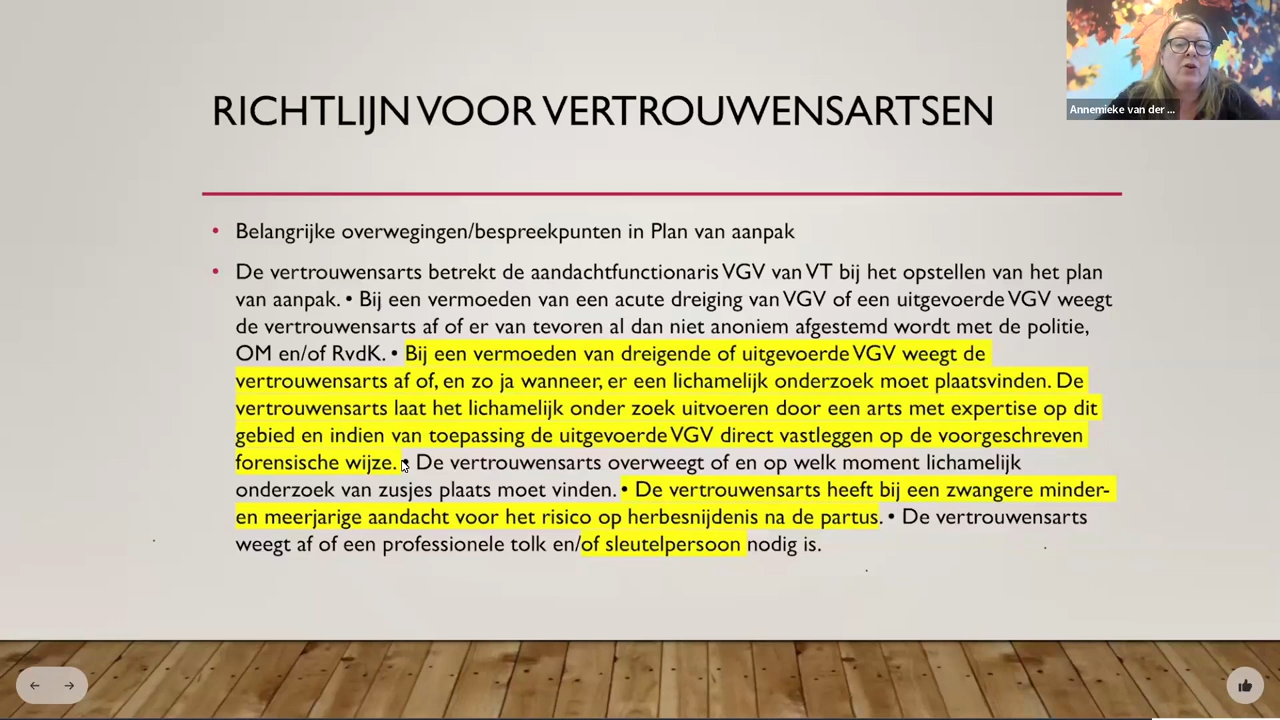 Annemieke van der ...
RICHTLIJN VOOR VERTROUWENSARTSEN
• Belangrijke overwegingen/bespreekpunten in Plan van aanpak
• De vertrouwensarts betrekt de aandachtfunctionaris VGV van VT bij het opstellen van het plan
van aanpak. • Bij een vermoeden van een acute dreiging van VGV of een uitgevoerde VGV weegt
de vertrouwensarts af of er van tevoren al dan niet anoniem afgestemd wordt met de politie,
OM en/of RvdK. • Bij een vermoeden van dreigende of uitgevoerde VGV weegt de
vertrouwensarts af of, en zo ja wanneer, er een lichamelijk onderzoek moet plaatsvinden. De
vertrouwensarts laat het lichamelijk onder zoek uitvoeren door een arts met expertise op dit
gebied en indien van toepassing de uitgevoerde VGV direct vastleggen op de voorgeschreven
forensische wijze. • De vertrouwensarts overweegt of en op welk moment lichamelijk
onderzoek van zusjes plaats moet vinden. • De vertrouwensarts heeft bij een zwangere minder-
en meerjarige aandacht voor het risico op herbesnijdenis na de partus. • De vertrouwensarts
weegt af of een professionele tolk en/of sleutelpersoon nodig is.